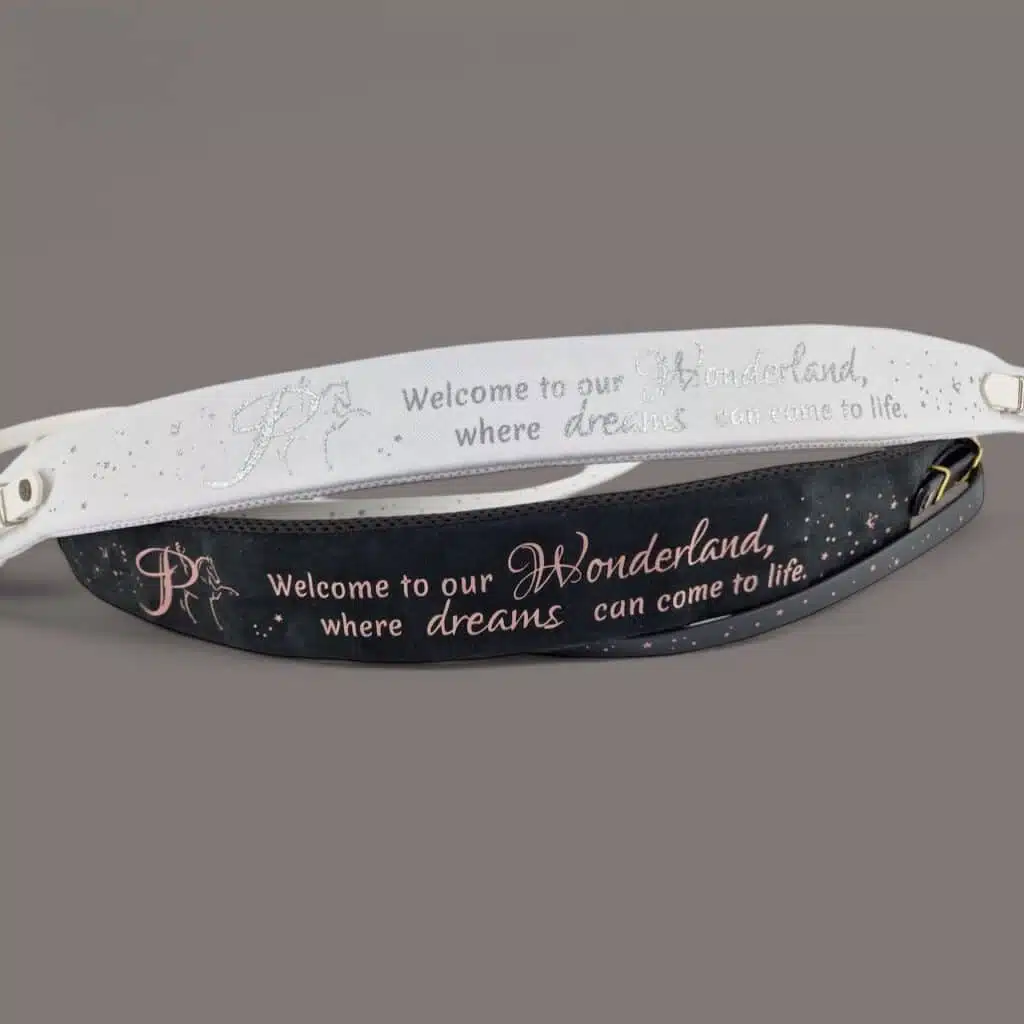 P
Welcome to our Wonderland,
where dreams can come to life.
P
Welcome to our Wonderland,
where dreams can come to life.